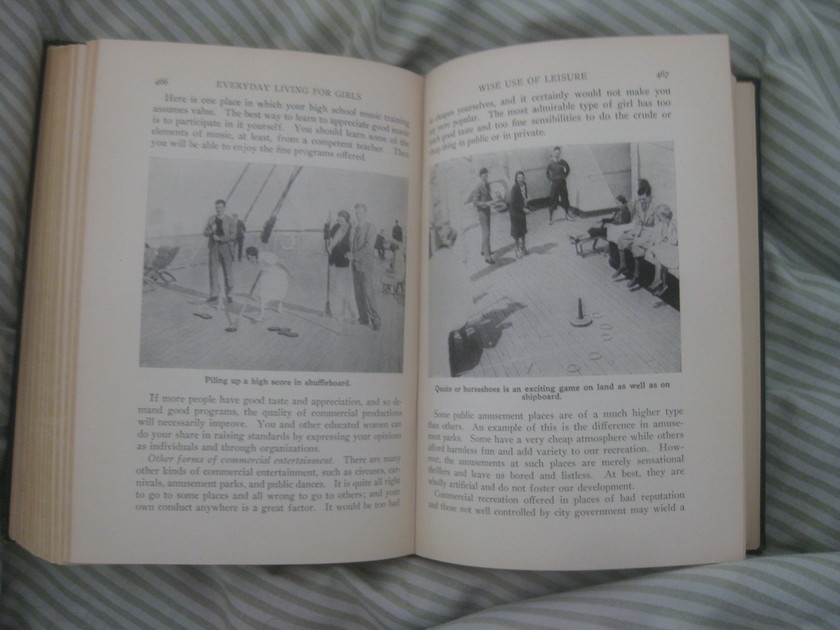 466
EVERYDAY LIVING FOR GIRLS
Here is one place in which your high school music training
assumes value. The best way to learn to appreciate good music
is to participate in it yourself. You should learn some of the
elements of music, at least, from a competent teacher. Then
you will be able to enjoy the fine programs offered.
Piling up a high score in shuffleboard.
If more people have good taste and appreciation, and so de-
mand good programs, the quality of commercial productions
will necessarily improve. You and other educated women can
do your share in raising standards by expressing your opinions
as individuals and through organizations.
Other forms of commercial entertainment. There are many
other kinds of commercial entertainment, such as circuses, car-
nivals, amusement parks, and public dances. It is quite all right
to go to some places and all wrong to go to others; and your
own conduct anywhere is a great factor. It would be too bad
WISE USE OF LEISURE
467
to cheapen yourselves, and it certainly would not make you
very popular. The most admirable type of girl has too
much good taste and too fine sensibilities to do the crude or
cheap thing in public or in private.
Quoits or horseshoes is an exciting game on land as well as on
shipboard.
Some public amusement places are of a much higher type
than others. An example of this is the difference in amuse-
ment parks. Some have a very cheap atmosphere while others
afford harmless fun and add variety to our recreation. How-
ever, the amusements at such places are merely sensational
thrillers and leave us bored and listless. At best, they are
wholly artificial and do not foster our development.
Commercial recreation offered in places of bad reputation
and those not well controlled by city government may wield a